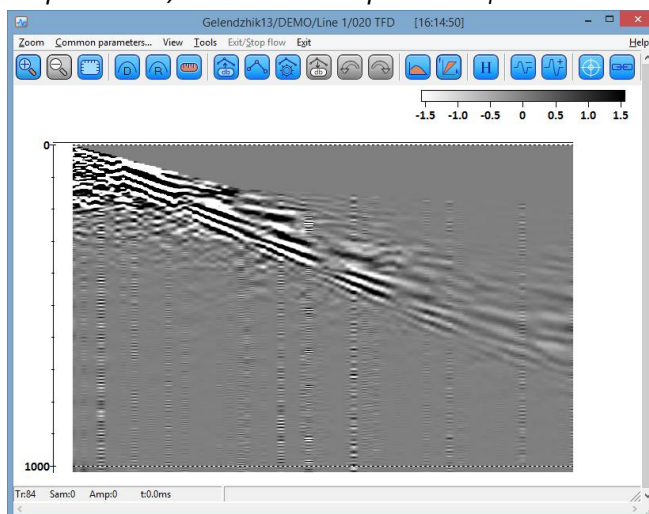 Gelendzhik13/DEMO/Line 1/020 TFD [16:14:50]
Zoom Common parameters... View Tools Exit/Stop flow Exit Help
D R H
-1.5 -1.0 -0.5 0 0.5 1.0 1.5
0
1000
Tr:84 Sam:0 Amp:0 t:0.0ms